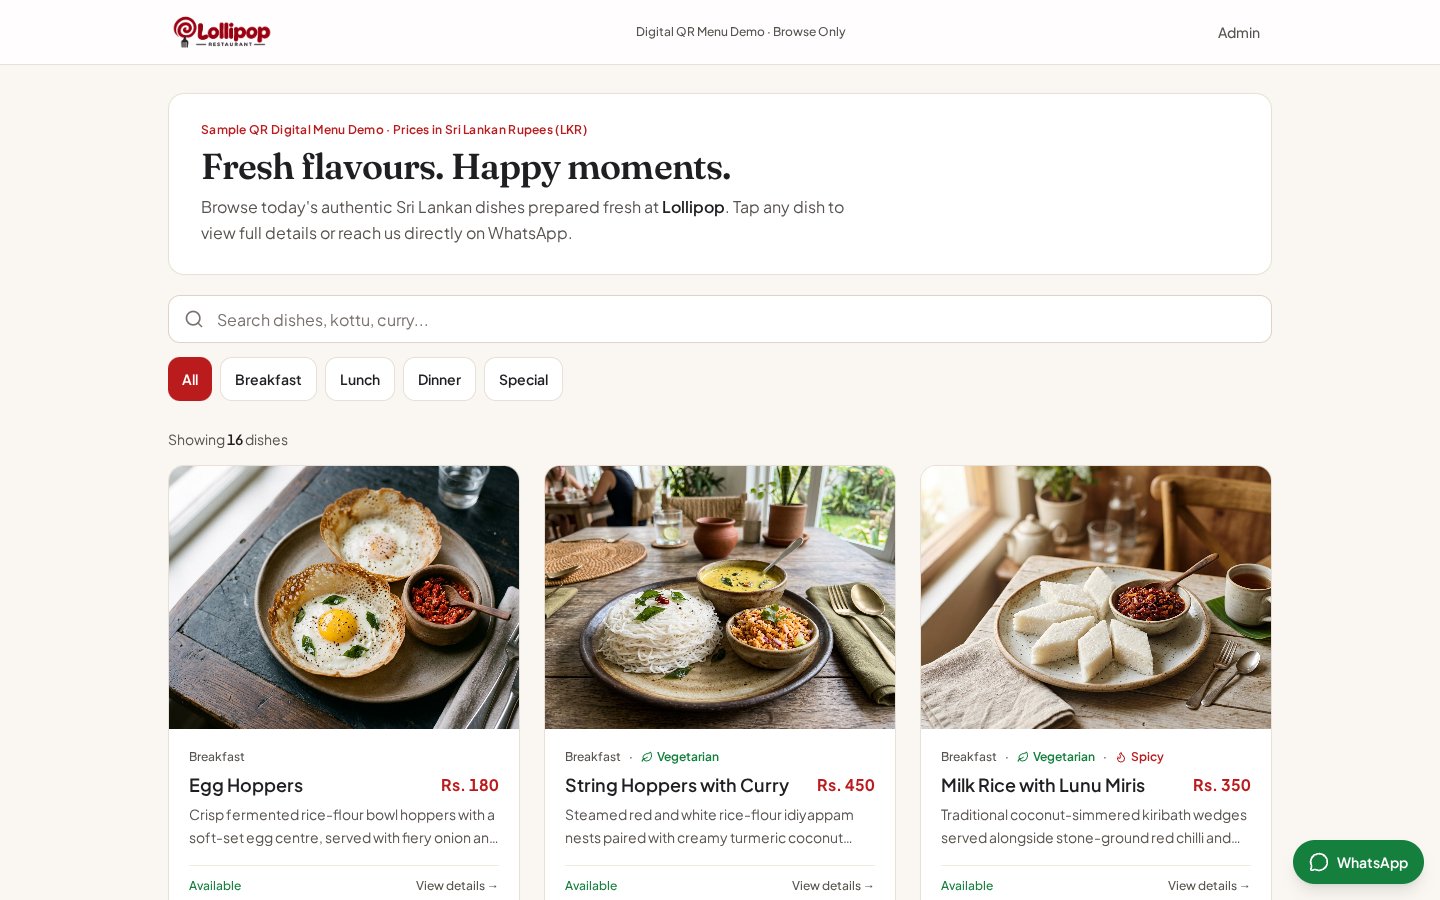 Lollipop
RESTAURANT
Digital QR Menu Demo · Browse Only
Admin
Sample QR Digital Menu Demo · Prices in Sri Lankan Rupees (LKR)
Fresh flavours. Happy moments.
Browse today's authentic Sri Lankan dishes prepared fresh at Lollipop. Tap any dish to
view full details or reach us directly on WhatsApp.
Search dishes, kottu, curry...
All
Breakfast
Lunch
Dinner
Special
Showing 16 dishes
Breakfast
Egg Hoppers
Rs. 180
Crisp fermented rice-flour bowl hoppers with a
soft-set egg centre, served with fiery onion an...
Available
View details →
Breakfast · Vegetarian
String Hoppers with Curry
Rs. 450
Steamed red and white rice-flour idiyappam
nests paired with creamy turmeric coconut...
Available
View details →
Breakfast · Vegetarian · Spicy
Milk Rice with Lunu Miris
Rs. 350
Traditional coconut-simmered kiribath wedges
served alongside stone-ground red chilli and...
Available
View details →
WhatsApp